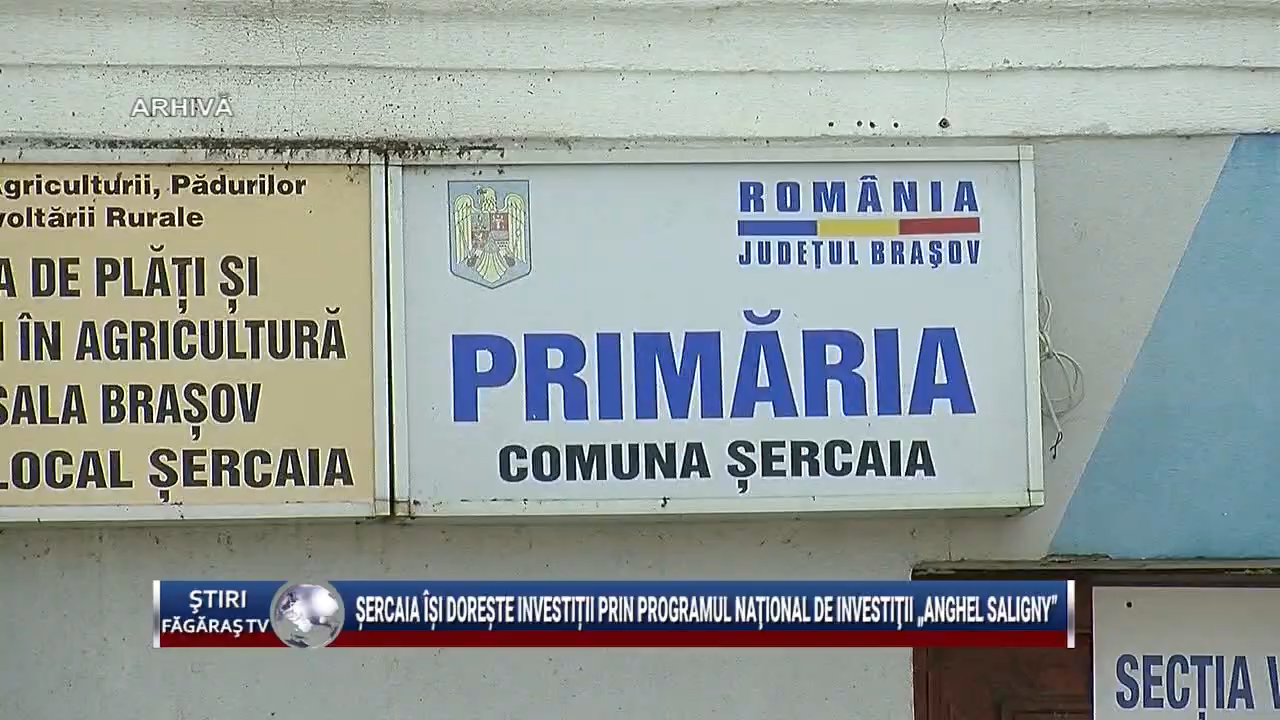 ARHIVĂ
Agriculturii, Pădurilor
voltării Rurale
A DE PLĂȚI ȘI
ÎN AGRICULTURĂ
SALA BRAȘOV
LOCAL ȘERCAIA
ROMÂNIA
JUDEȚUL BRAȘOV
PRIMĂRIA
COMUNA ȘERCAIA
ȘTIRI
FĂGĂRAȘ TV
ȘERCAIA ÎȘI DOREȘTE INVESTIȚII PRIN PROGRAMUL NAȚIONAL DE INVESTIȚII „ANGHEL SALIGNY”
SECȚIA V